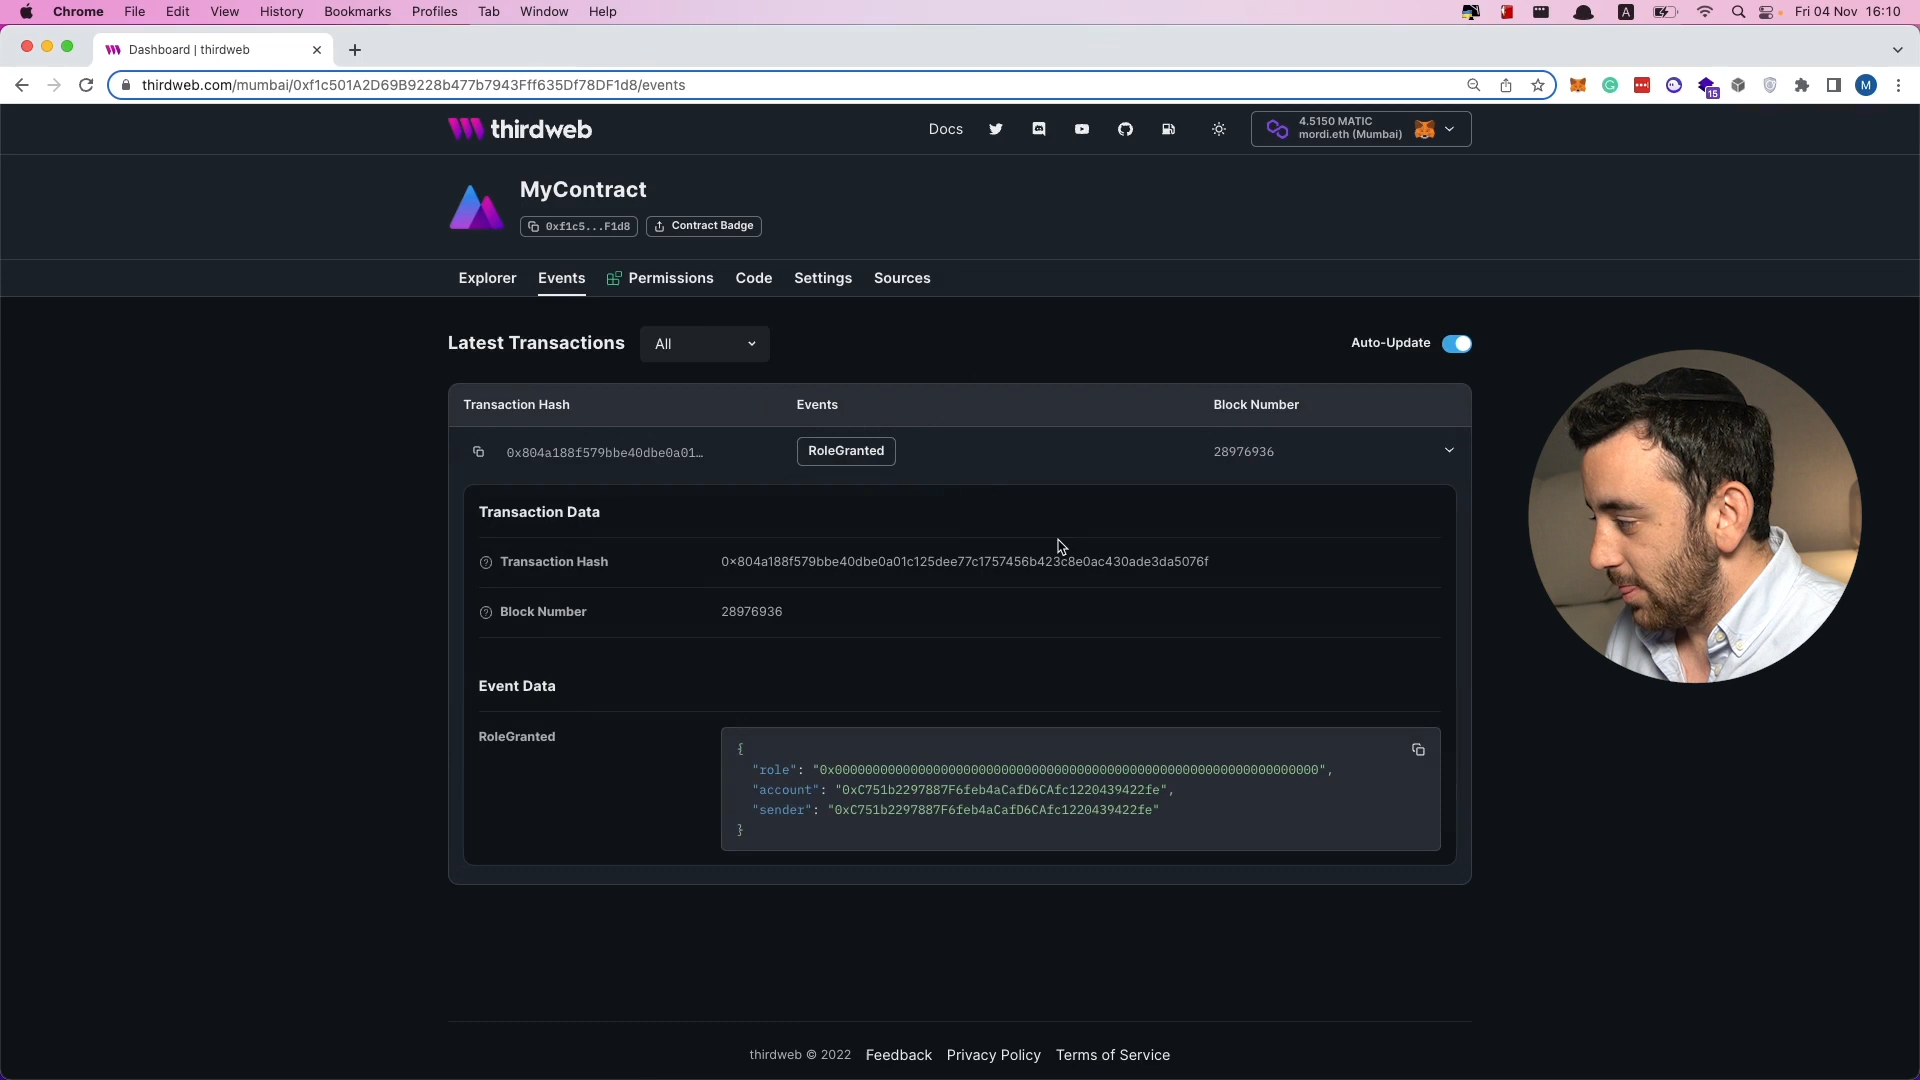 Chrome File Edit View History Bookmarks Profiles Tab Window Help A Fri 04 Nov 16:10
Dashboard | thirdweb
thirdweb.com/mumbai/0xf1c501A2D69B9228b477b7943Fff635Df78DF1d8/events 15 M
thirdweb Docs 4.5150 MATIC
mordi.eth (Mumbai)
MyContract
0xf1c5...F1d8 Contract Badge
Explorer Events Permissions Code Settings Sources
Latest Transactions All Auto-Update
Transaction Hash Events Block Number
0x804a188f579bbe40dbe0a01… RoleGranted 28976936
Transaction Data
Transaction Hash 0x804a188f579bbe40dbe0a01c125dee77c1757456b423c8e0ac430ade3da5076f
Block Number 28976936
Event Data
RoleGranted
{
"role": "0x0000000000000000000000000000000000000000000000000000000000000000",
"account": "0xC751b2297887F6feb4aCafD6CAfc1220439422fe",
"sender": "0xC751b2297887F6feb4aCafD6CAfc1220439422fe"
}
thirdweb © 2022 Feedback Privacy Policy Terms of Service